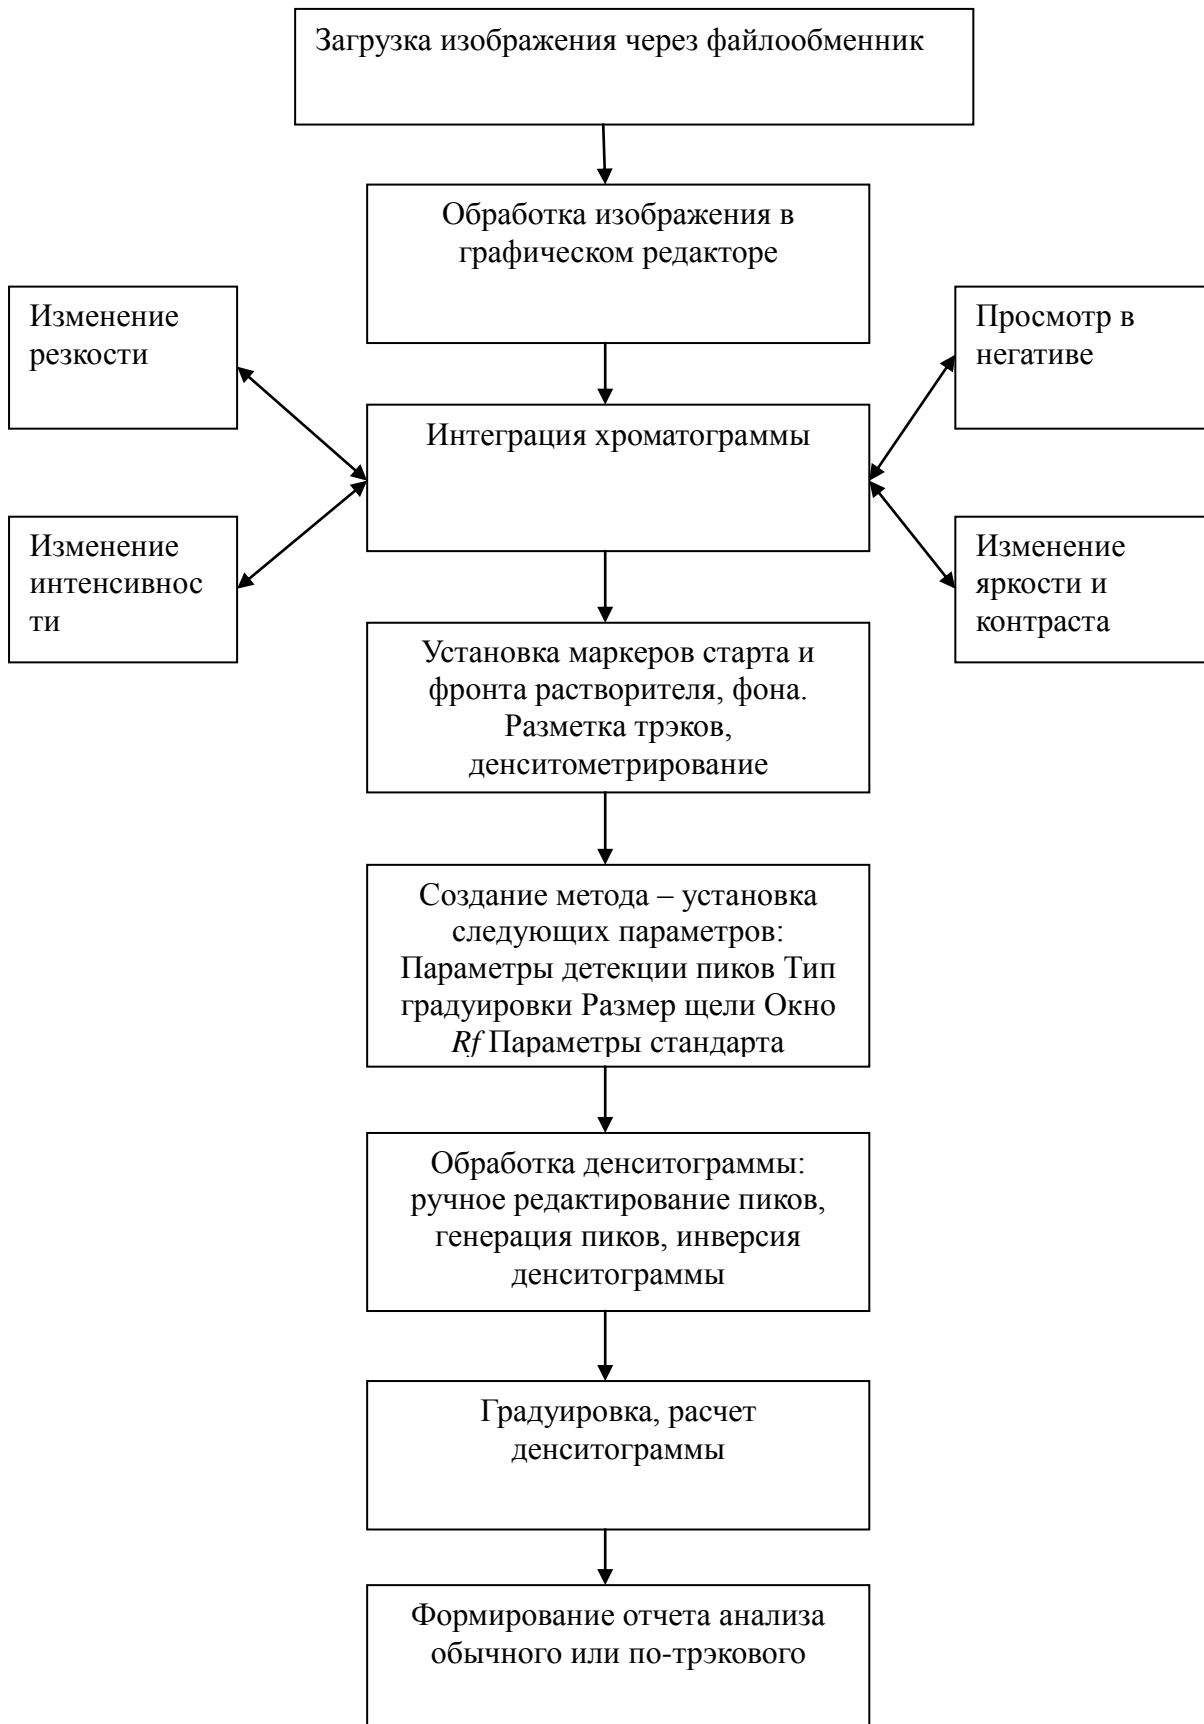 Загрузка изображения через файлообменник
Обработка изображения в
графическом редакторе
Изменение
резкости
Просмотр в
негативе
Интеграция хроматограммы
Изменение
интенсивнос
ти
Изменение
яркости и
контраста
Установка маркеров старта и
фронта растворителя, фона.
Разметка трэков,
денситометрирование
Создание метода – установка
следующих параметров:
Параметры детекции пиков Тип
градуировки Размер щели Окно
Rf Параметры стандарта
Обработка денситограммы:
ручное редактирование пиков,
генерация пиков, инверсия
денситограммы
Градуировка, расчет
денситограммы
Формирование отчета анализа
обычного или по-трэкового